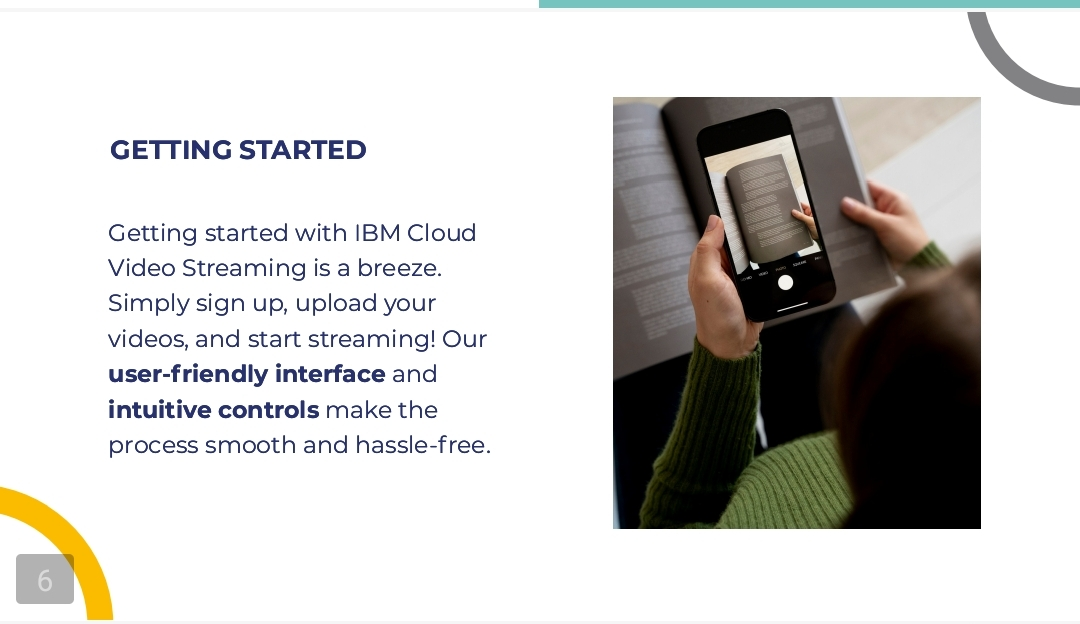 GETTING STARTED
Getting started with IBM Cloud
Video Streaming is a breeze.
Simply sign up, upload your
videos, and start streaming! Our
user-friendly interface and
intuitive controls make the
process smooth and hassle-free.
6